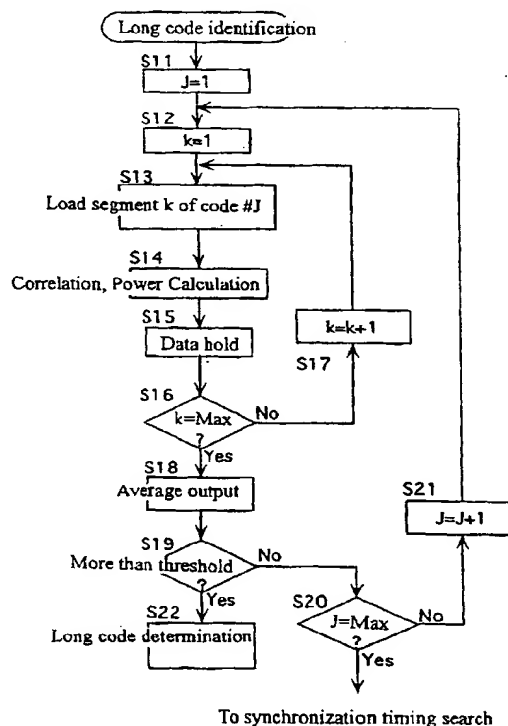 Long code identification
S11
J=1
S12
k=1
S13
Load segment k of code #J
S14
Correlation, Power Calculation
S15
Data hold
k=k+1
S17
S16
k=Max
?
No
Yes
S18
Average output
S21
J=J+1
S19
More than threshold
?
No
Yes
S20
J=Max
?
No
Yes
S22
Long code determination
To synchronization timing search